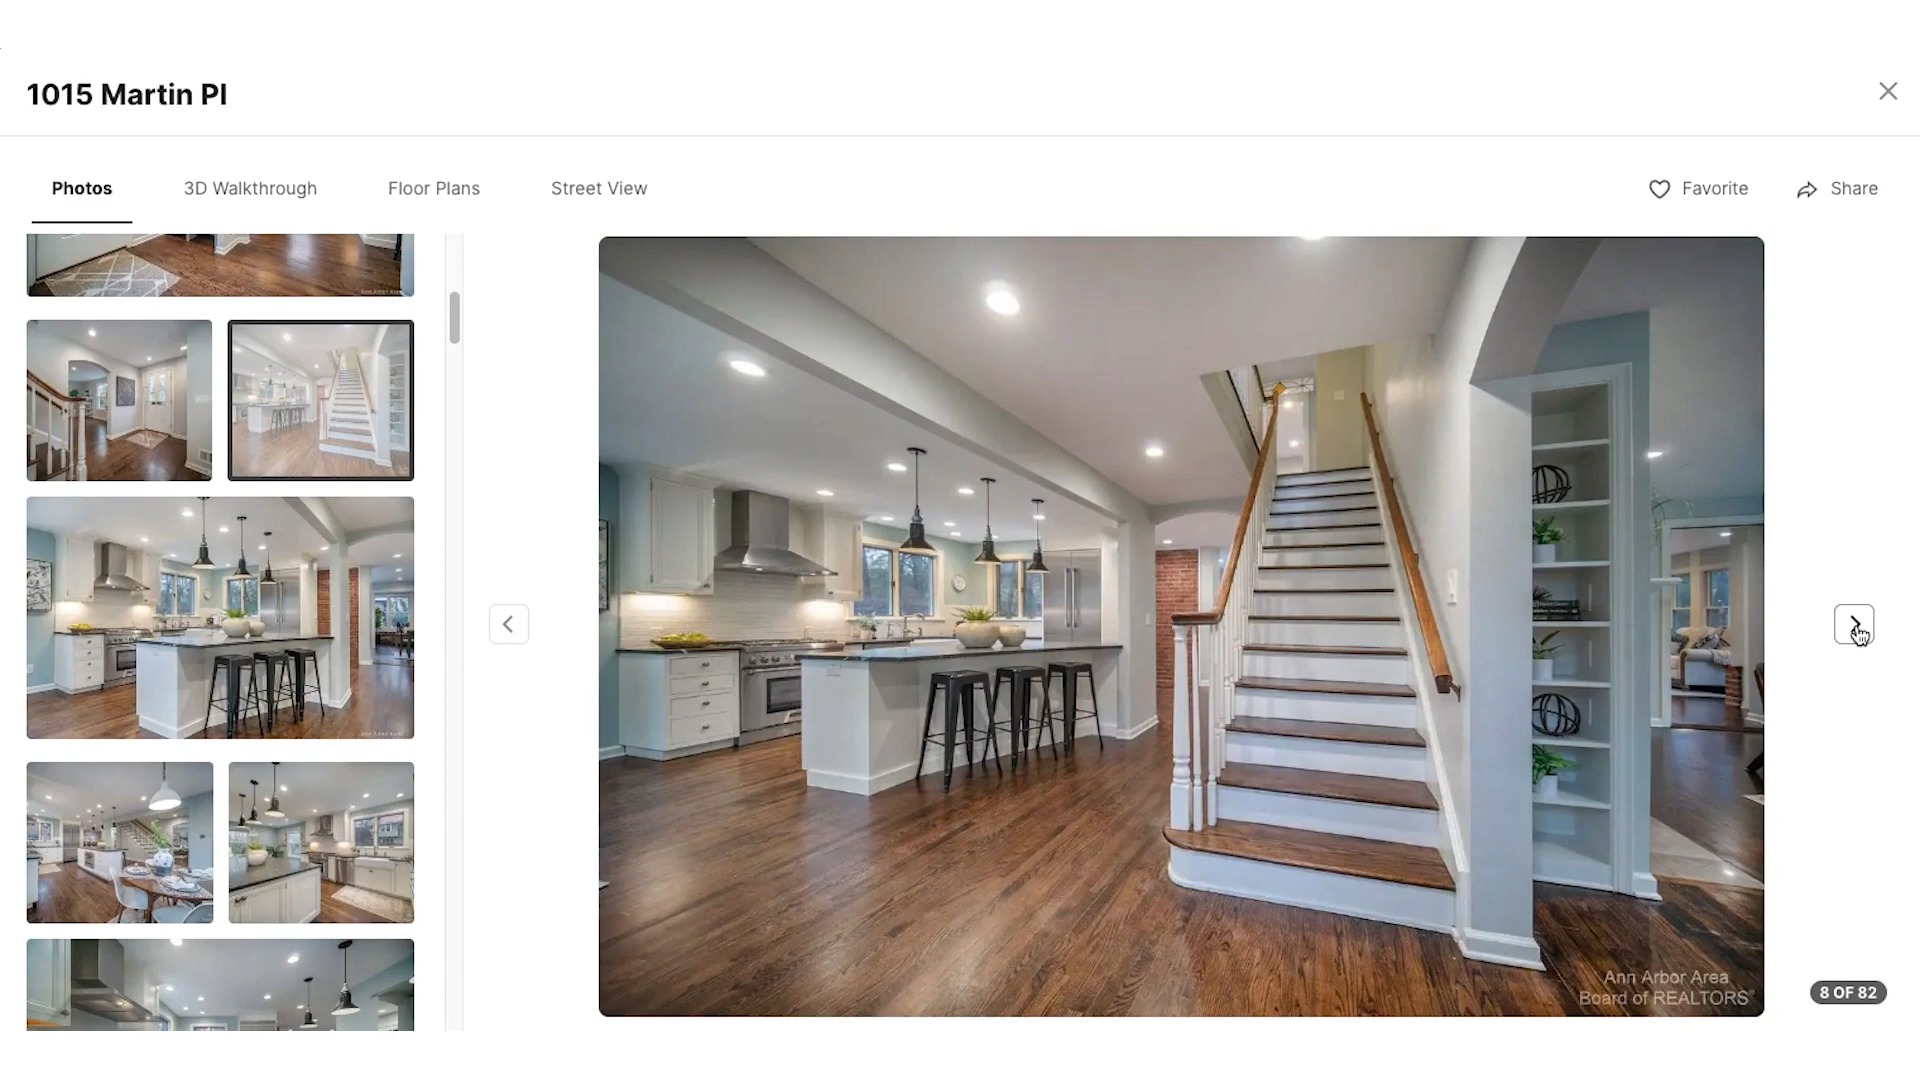 1015 Martin Pl
Photos
3D Walkthrough
Floor Plans
Street View
Favorite
Share
Ann Arbor Area
Board of REALTORS
8 OF 82